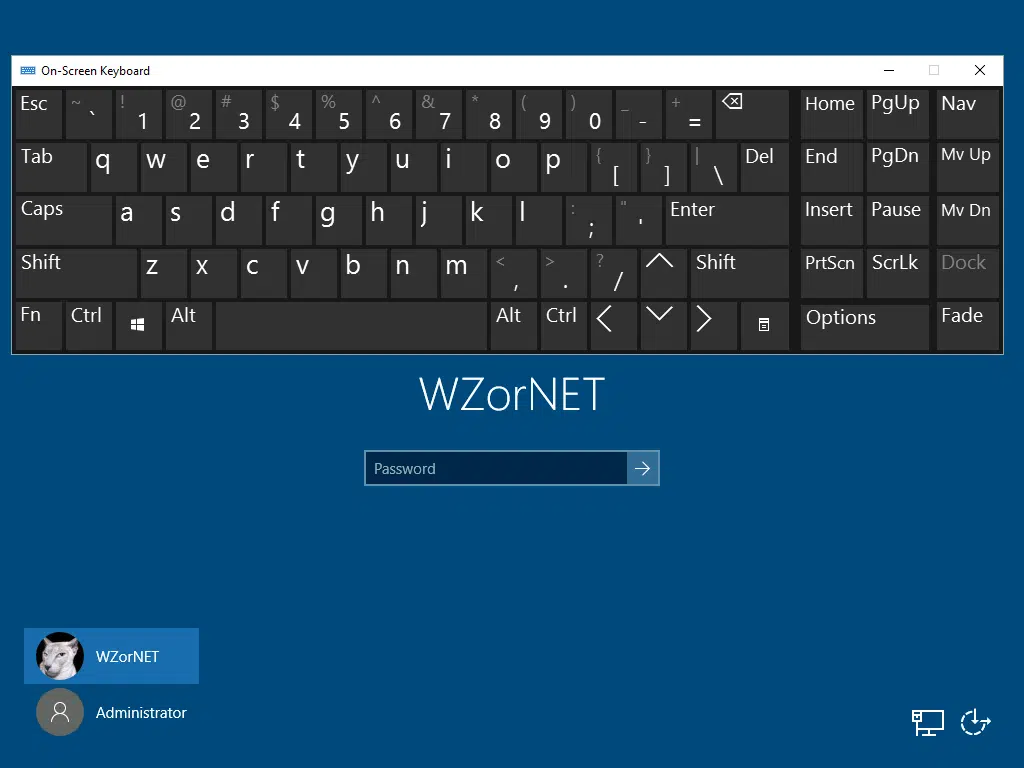 On-Screen Keyboard
Esc ~ ` ! 1 @ 2 # 3 $ 4 % 5 ^ 6 & 7 * 8 ( 9 ) 0 _ - + = Home PgUp Nav
Tab q w e r t y u i o p { [ } ] | \ Del End PgDn Mv Up
Caps a s d f g h j k l : ; " ' Enter Insert Pause Mv Dn
Shift z x c v b n m < , > . ? / Shift PrtScn ScrLk Dock
Fn Ctrl Alt Alt Ctrl Options Fade
WZorNET
Password
WZorNET
Administrator